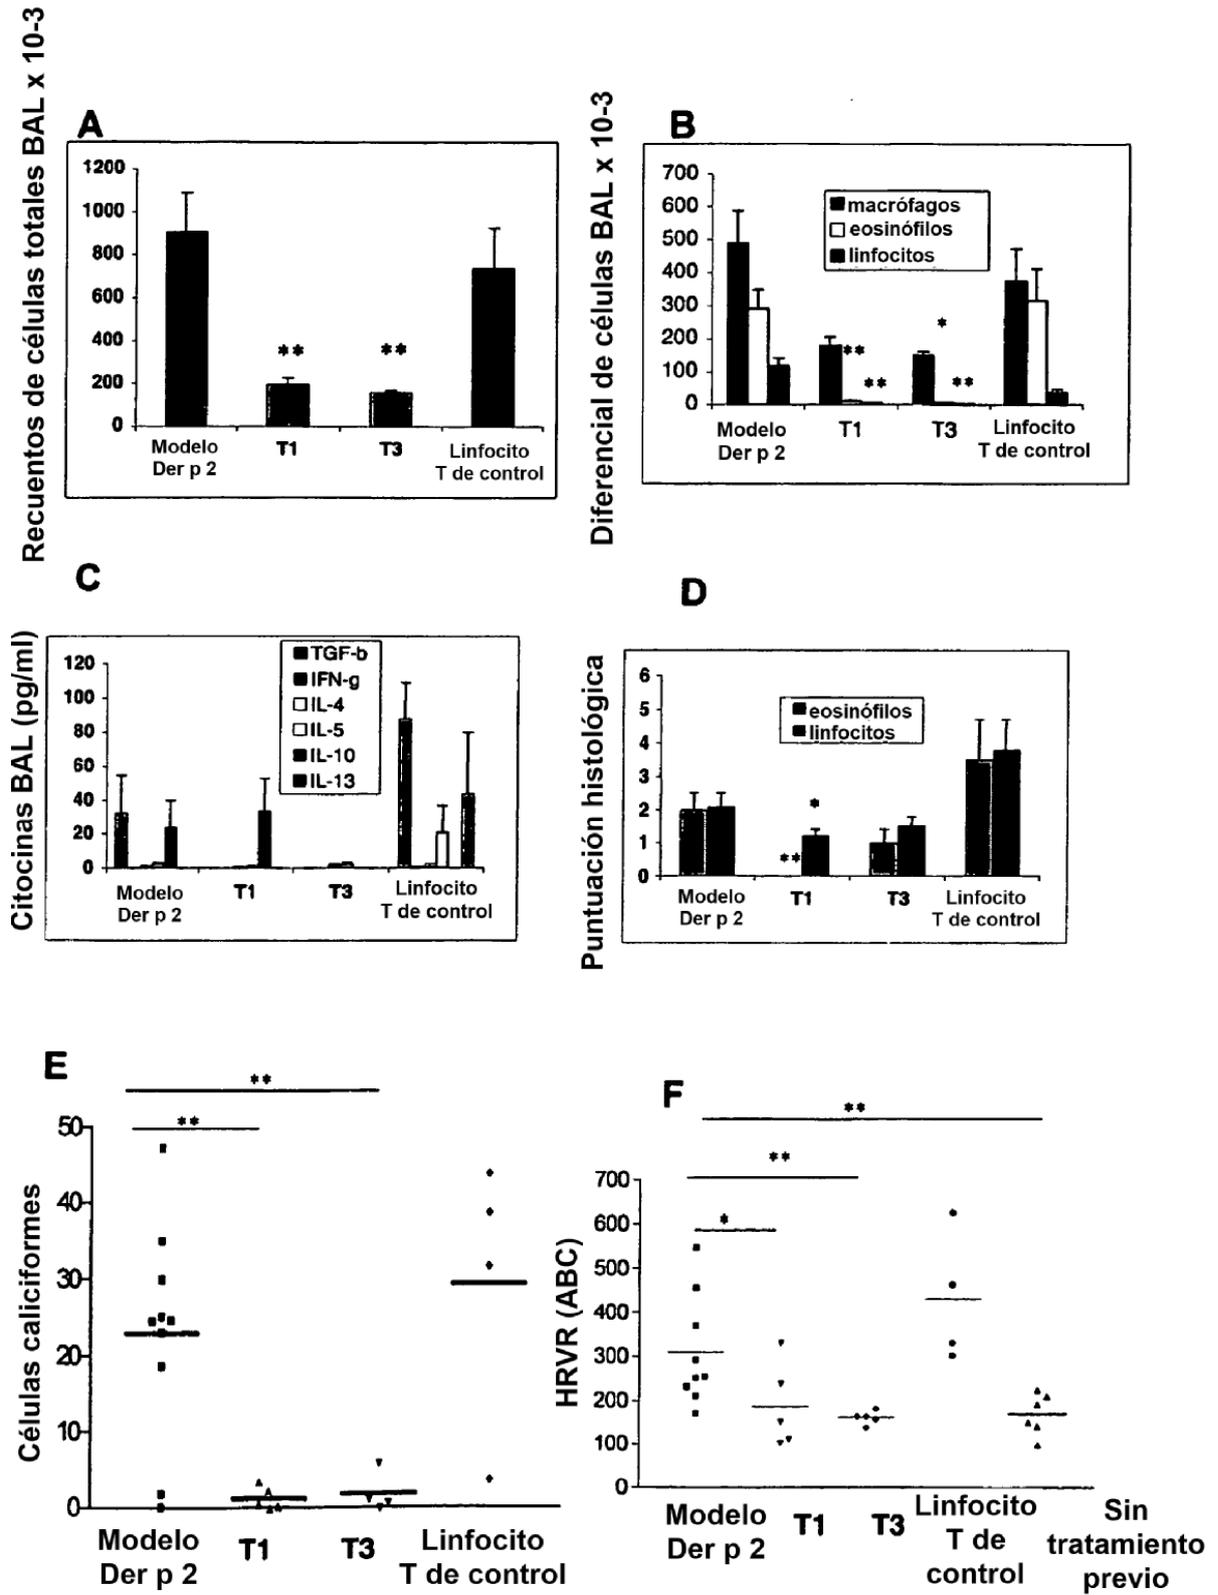 A
Recuentos de células totales BAL x 10-3
1200
1000
800
600
400
200
0
**
**
Modelo
Der p 2
T1
T3
Linfocito
T de control
B
Diferencial de células BAL x 10-3
700
600
500
400
300
200
100
0
macrófagos
eosinófilos
linfocitos
**
**
*
**
Modelo
Der p 2
T1
T3
Linfocito
T de control
C
Citocinas BAL (pg/ml)
120
100
80
60
40
20
0
TGF-b
IFN-g
IL-4
IL-5
IL-10
IL-13
Modelo
Der p 2
T1
T3
Linfocito
T de control
D
Puntuación histológica
6
5
4
3
2
1
0
eosinófilos
linfocitos
**
*
Modelo
Der p 2
T1
T3
Linfocito
T de control
E
Células caliciformes
**
**
50
40
30
20
10
0
Modelo
Der p 2
T1
T3
Linfocito
T de control
F
HRVR (ABC)
**
**
*
700
600
500
400
300
200
100
0
Modelo
Der p 2
T1
T3
Linfocito
T de
control
Sin
tratamiento
previo